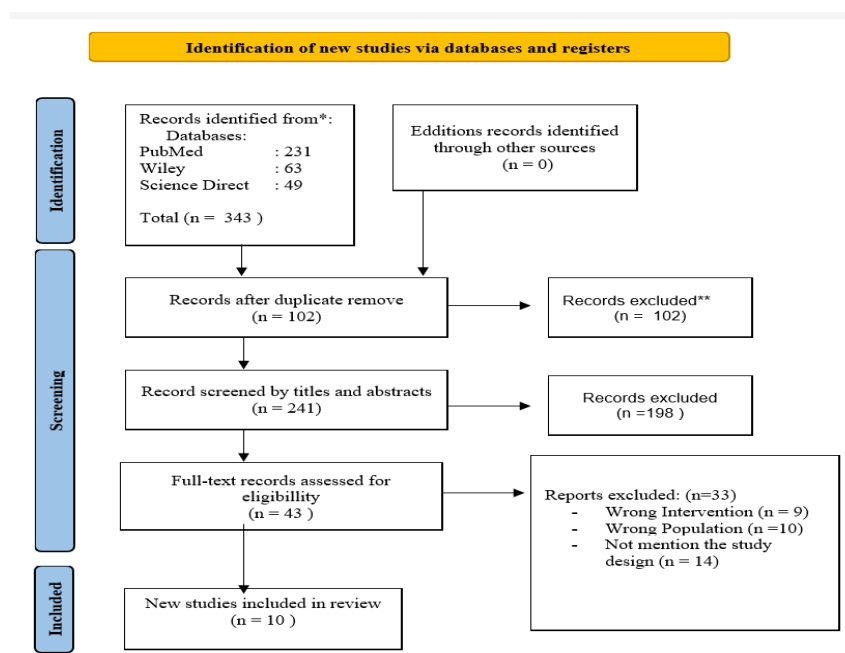 Identification of new studies via databases and registers
Identification
Records identified from*:
Databases:
PubMed : 231
Wiley : 63
Science Direct : 49
Total (n = 343 )
Edditions records identified
through other sources
(n = 0)
Screening
Records after duplicate remove
(n = 102)
Records excluded**
(n = 102)
Record screened by titles and abstracts
(n = 241)
Records excluded
(n =198 )
Full-text records assessed for
eligibillity
(n = 43 )
Reports excluded: (n=33)
- Wrong Intervention (n = 9)
- Wrong Population (n =10)
- Not mention the study
design (n = 14)
Included
New studies included in review
(n = 10 )